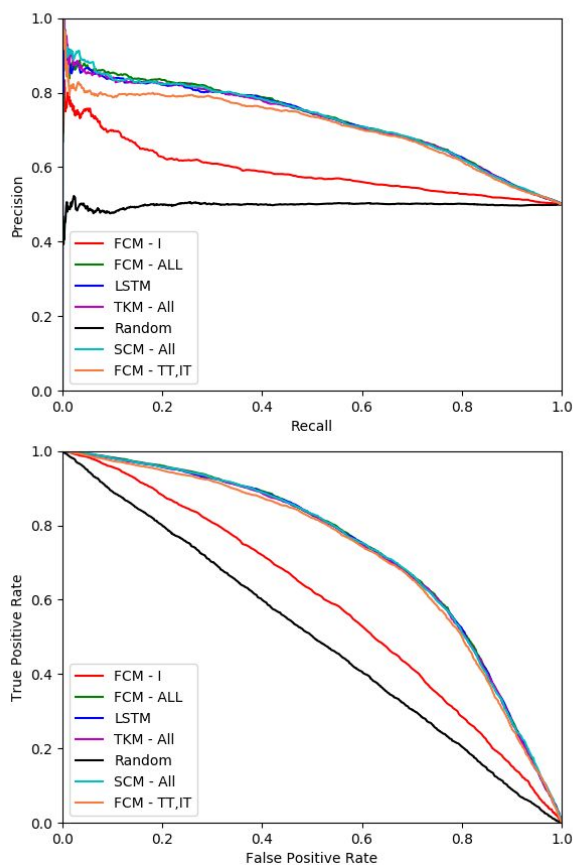 1.0
0.8
0.6
0.4
0.2
0.0
Precision
FCM - I
FCM - ALL
LSTM
TKM - All
Random
SCM - All
FCM - TT,IT
0.0 0.2 0.4 0.6 0.8 1.0
Recall
1.0
0.8
0.6
0.4
0.2
0.0
True Positive Rate
FCM - I
FCM - ALL
LSTM
TKM - All
Random
SCM - All
FCM - TT,IT
0.0 0.2 0.4 0.6 0.8 1.0
False Positive Rate